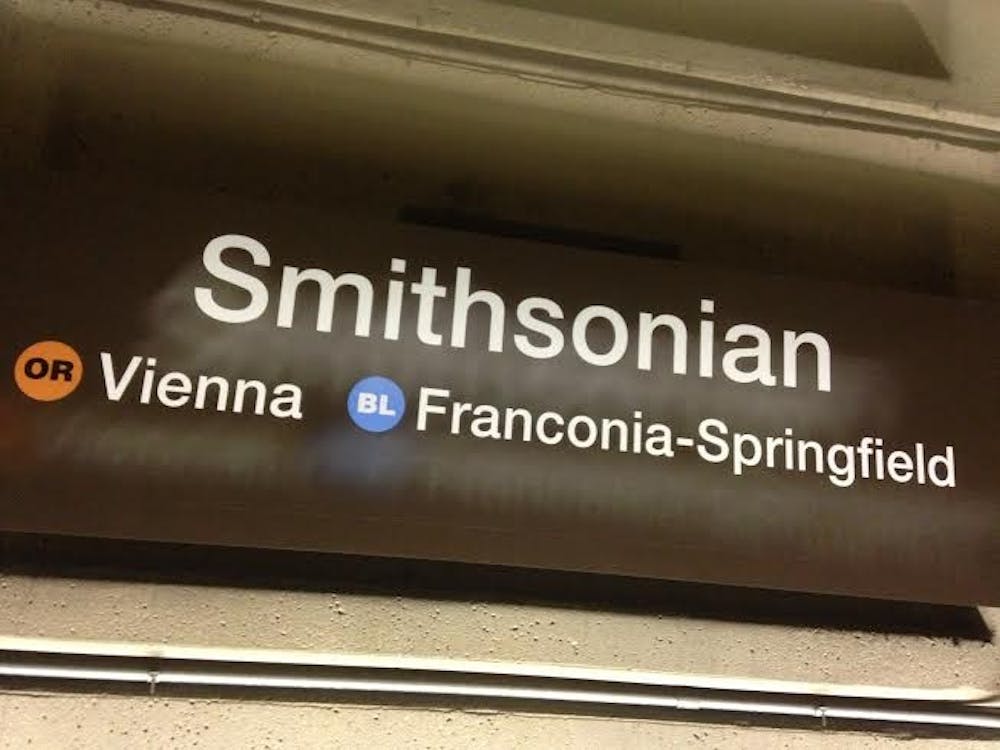 Smithsonian
OR Vienna BL Franconia-Springfield